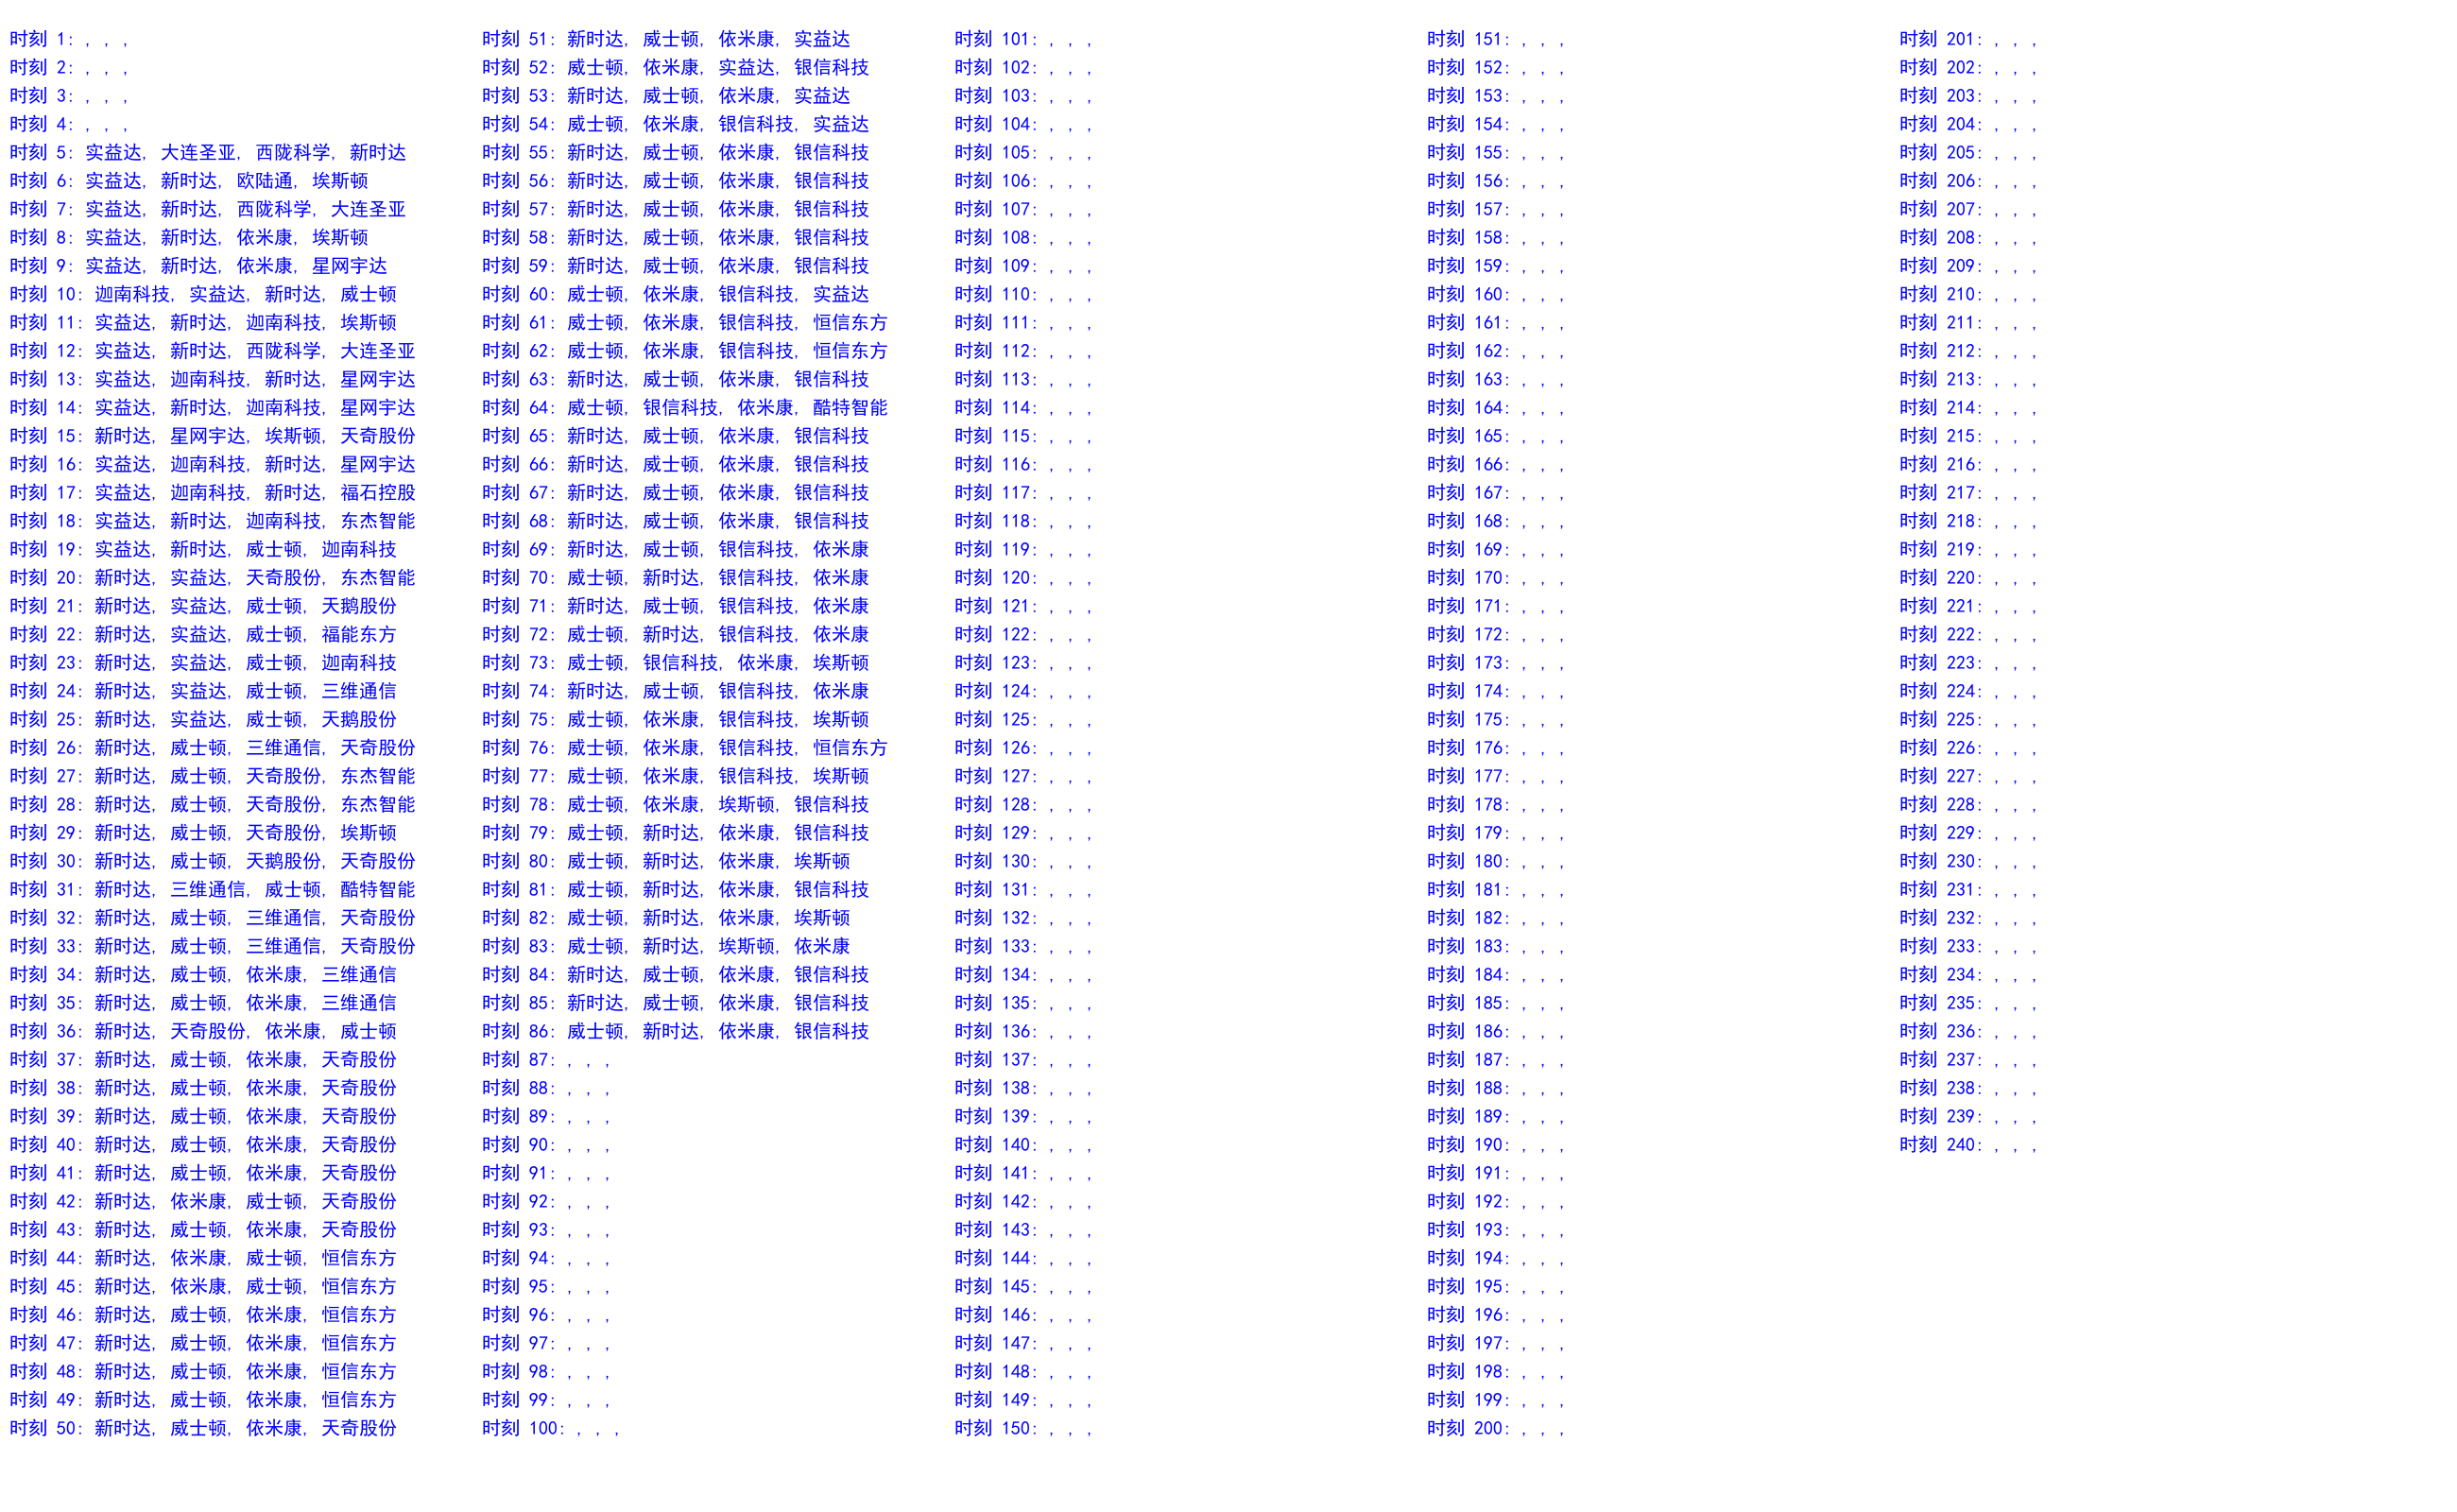 时刻 1: , , ,
时刻 2: , , ,
时刻 3: , , ,
时刻 4: , , ,
时刻 5: 实益达, 大连圣亚, 西陇科学, 新时达
时刻 6: 实益达, 新时达, 欧陆通, 埃斯顿
时刻 7: 实益达, 新时达, 西陇科学, 大连圣亚
时刻 8: 实益达, 新时达, 依米康, 埃斯顿
时刻 9: 实益达, 新时达, 依米康, 星网宇达
时刻 10: 迦南科技, 实益达, 新时达, 威士顿
时刻 11: 实益达, 新时达, 迦南科技, 埃斯顿
时刻 12: 实益达, 新时达, 西陇科学, 大连圣亚
时刻 13: 实益达, 迦南科技, 新时达, 星网宇达
时刻 14: 实益达, 新时达, 迦南科技, 星网宇达
时刻 15: 新时达, 星网宇达, 埃斯顿, 天奇股份
时刻 16: 实益达, 迦南科技, 新时达, 星网宇达
时刻 17: 实益达, 迦南科技, 新时达, 福石控股
时刻 18: 实益达, 新时达, 迦南科技, 东杰智能
时刻 19: 实益达, 新时达, 威士顿, 迦南科技
时刻 20: 新时达, 实益达, 天奇股份, 东杰智能
时刻 21: 新时达, 实益达, 威士顿, 天鹅股份
时刻 22: 新时达, 实益达, 威士顿, 福能东方
时刻 23: 新时达, 实益达, 威士顿, 迦南科技
时刻 24: 新时达, 实益达, 威士顿, 三维通信
时刻 25: 新时达, 实益达, 威士顿, 天鹅股份
时刻 26: 新时达, 威士顿, 三维通信, 天奇股份
时刻 27: 新时达, 威士顿, 天奇股份, 东杰智能
时刻 28: 新时达, 威士顿, 天奇股份, 东杰智能
时刻 29: 新时达, 威士顿, 天奇股份, 埃斯顿
时刻 30: 新时达, 威士顿, 天鹅股份, 天奇股份
时刻 31: 新时达, 三维通信, 威士顿, 酷特智能
时刻 32: 新时达, 威士顿, 三维通信, 天奇股份
时刻 33: 新时达, 威士顿, 三维通信, 天奇股份
时刻 34: 新时达, 威士顿, 依米康, 三维通信
时刻 35: 新时达, 威士顿, 依米康, 三维通信
时刻 36: 新时达, 天奇股份, 依米康, 威士顿
时刻 37: 新时达, 威士顿, 依米康, 天奇股份
时刻 38: 新时达, 威士顿, 依米康, 天奇股份
时刻 39: 新时达, 威士顿, 依米康, 天奇股份
时刻 40: 新时达, 威士顿, 依米康, 天奇股份
时刻 41: 新时达, 威士顿, 依米康, 天奇股份
时刻 42: 新时达, 依米康, 威士顿, 天奇股份
时刻 43: 新时达, 威士顿, 依米康, 天奇股份
时刻 44: 新时达, 依米康, 威士顿, 恒信东方
时刻 45: 新时达, 依米康, 威士顿, 恒信东方
时刻 46: 新时达, 威士顿, 依米康, 恒信东方
时刻 47: 新时达, 威士顿, 依米康, 恒信东方
时刻 48: 新时达, 威士顿, 依米康, 恒信东方
时刻 49: 新时达, 威士顿, 依米康, 恒信东方
时刻 50: 新时达, 威士顿, 依米康, 天奇股份
时刻 51: 新时达, 威士顿, 依米康, 实益达
时刻 52: 威士顿, 依米康, 实益达, 银信科技
时刻 53: 新时达, 威士顿, 依米康, 实益达
时刻 54: 威士顿, 依米康, 银信科技, 实益达
时刻 55: 新时达, 威士顿, 依米康, 银信科技
时刻 56: 新时达, 威士顿, 依米康, 银信科技
时刻 57: 新时达, 威士顿, 依米康, 银信科技
时刻 58: 新时达, 威士顿, 依米康, 银信科技
时刻 59: 新时达, 威士顿, 依米康, 银信科技
时刻 60: 威士顿, 依米康, 银信科技, 实益达
时刻 61: 威士顿, 依米康, 银信科技, 恒信东方
时刻 62: 威士顿, 依米康, 银信科技, 恒信东方
时刻 63: 新时达, 威士顿, 依米康, 银信科技
时刻 64: 威士顿, 银信科技, 依米康, 酷特智能
时刻 65: 新时达, 威士顿, 依米康, 银信科技
时刻 66: 新时达, 威士顿, 依米康, 银信科技
时刻 67: 新时达, 威士顿, 依米康, 银信科技
时刻 68: 新时达, 威士顿, 依米康, 银信科技
时刻 69: 新时达, 威士顿, 银信科技, 依米康
时刻 70: 威士顿, 新时达, 银信科技, 依米康
时刻 71: 新时达, 威士顿, 银信科技, 依米康
时刻 72: 威士顿, 新时达, 银信科技, 依米康
时刻 73: 威士顿, 银信科技, 依米康, 埃斯顿
时刻 74: 新时达, 威士顿, 银信科技, 依米康
时刻 75: 威士顿, 依米康, 银信科技, 埃斯顿
时刻 76: 威士顿, 依米康, 银信科技, 恒信东方
时刻 77: 威士顿, 依米康, 银信科技, 埃斯顿
时刻 78: 威士顿, 依米康, 埃斯顿, 银信科技
时刻 79: 威士顿, 新时达, 依米康, 银信科技
时刻 80: 威士顿, 新时达, 依米康, 埃斯顿
时刻 81: 威士顿, 新时达, 依米康, 银信科技
时刻 82: 威士顿, 新时达, 依米康, 埃斯顿
时刻 83: 威士顿, 新时达, 埃斯顿, 依米康
时刻 84: 新时达, 威士顿, 依米康, 银信科技
时刻 85: 新时达, 威士顿, 依米康, 银信科技
时刻 86: 威士顿, 新时达, 依米康, 银信科技
时刻 87: , , ,
时刻 88: , , ,
时刻 89: , , ,
时刻 90: , , ,
时刻 91: , , ,
时刻 92: , , ,
时刻 93: , , ,
时刻 94: , , ,
时刻 95: , , ,
时刻 96: , , ,
时刻 97: , , ,
时刻 98: , , ,
时刻 99: , , ,
时刻 100: , , ,
时刻 101: , , ,
时刻 102: , , ,
时刻 103: , , ,
时刻 104: , , ,
时刻 105: , , ,
时刻 106: , , ,
时刻 107: , , ,
时刻 108: , , ,
时刻 109: , , ,
时刻 110: , , ,
时刻 111: , , ,
时刻 112: , , ,
时刻 113: , , ,
时刻 114: , , ,
时刻 115: , , ,
时刻 116: , , ,
时刻 117: , , ,
时刻 118: , , ,
时刻 119: , , ,
时刻 120: , , ,
时刻 121: , , ,
时刻 122: , , ,
时刻 123: , , ,
时刻 124: , , ,
时刻 125: , , ,
时刻 126: , , ,
时刻 127: , , ,
时刻 128: , , ,
时刻 129: , , ,
时刻 130: , , ,
时刻 131: , , ,
时刻 132: , , ,
时刻 133: , , ,
时刻 134: , , ,
时刻 135: , , ,
时刻 136: , , ,
时刻 137: , , ,
时刻 138: , , ,
时刻 139: , , ,
时刻 140: , , ,
时刻 141: , , ,
时刻 142: , , ,
时刻 143: , , ,
时刻 144: , , ,
时刻 145: , , ,
时刻 146: , , ,
时刻 147: , , ,
时刻 148: , , ,
时刻 149: , , ,
时刻 150: , , ,
时刻 151: , , ,
时刻 152: , , ,
时刻 153: , , ,
时刻 154: , , ,
时刻 155: , , ,
时刻 156: , , ,
时刻 157: , , ,
时刻 158: , , ,
时刻 159: , , ,
时刻 160: , , ,
时刻 161: , , ,
时刻 162: , , ,
时刻 163: , , ,
时刻 164: , , ,
时刻 165: , , ,
时刻 166: , , ,
时刻 167: , , ,
时刻 168: , , ,
时刻 169: , , ,
时刻 170: , , ,
时刻 171: , , ,
时刻 172: , , ,
时刻 173: , , ,
时刻 174: , , ,
时刻 175: , , ,
时刻 176: , , ,
时刻 177: , , ,
时刻 178: , , ,
时刻 179: , , ,
时刻 180: , , ,
时刻 181: , , ,
时刻 182: , , ,
时刻 183: , , ,
时刻 184: , , ,
时刻 185: , , ,
时刻 186: , , ,
时刻 187: , , ,
时刻 188: , , ,
时刻 189: , , ,
时刻 190: , , ,
时刻 191: , , ,
时刻 192: , , ,
时刻 193: , , ,
时刻 194: , , ,
时刻 195: , , ,
时刻 196: , , ,
时刻 197: , , ,
时刻 198: , , ,
时刻 199: , , ,
时刻 200: , , ,
时刻 201: , , ,
时刻 202: , , ,
时刻 203: , , ,
时刻 204: , , ,
时刻 205: , , ,
时刻 206: , , ,
时刻 207: , , ,
时刻 208: , , ,
时刻 209: , , ,
时刻 210: , , ,
时刻 211: , , ,
时刻 212: , , ,
时刻 213: , , ,
时刻 214: , , ,
时刻 215: , , ,
时刻 216: , , ,
时刻 217: , , ,
时刻 218: , , ,
时刻 219: , , ,
时刻 220: , , ,
时刻 221: , , ,
时刻 222: , , ,
时刻 223: , , ,
时刻 224: , , ,
时刻 225: , , ,
时刻 226: , , ,
时刻 227: , , ,
时刻 228: , , ,
时刻 229: , , ,
时刻 230: , , ,
时刻 231: , , ,
时刻 232: , , ,
时刻 233: , , ,
时刻 234: , , ,
时刻 235: , , ,
时刻 236: , , ,
时刻 237: , , ,
时刻 238: , , ,
时刻 239: , , ,
时刻 240: , , ,